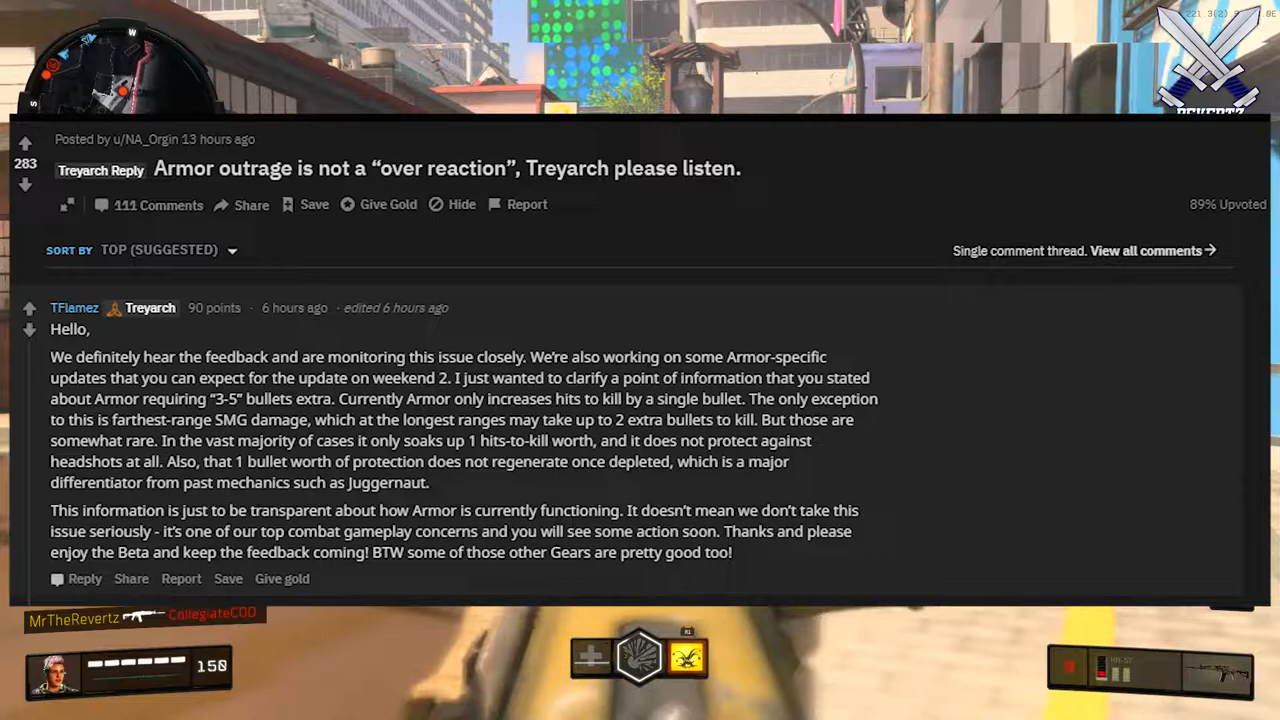 W
S
REVERTZ
Posted by u/NA_Orgin 13 hours ago
283
Treyarch Reply Armor outrage is not a “over reaction”, Treyarch please listen.
111 Comments Share Save Give Gold Hide Report
89% Upvoted
SORT BY TOP (SUGGESTED)
Single comment thread. View all comments
TFlamez Treyarch 90 points · 6 hours ago · edited 6 hours ago
Hello,
We definitely hear the feedback and are monitoring this issue closely. We’re also working on some Armor-specific
updates that you can expect for the update on weekend 2. I just wanted to clarify a point of information that you stated
about Armor requiring “3-5” bullets extra. Currently Armor only increases hits to kill by a single bullet. The only exception
to this is farthest-range SMG damage, which at the longest ranges may take up to 2 extra bullets to kill. But those are
somewhat rare. In the vast majority of cases it only soaks up 1 hits-to-kill worth, and it does not protect against
headshots at all. Also, that 1 bullet worth of protection does not regenerate once depleted, which is a major
differentiator from past mechanics such as Juggernaut.
This information is just to be transparent about how Armor is currently functioning. It doesn’t mean we don’t take this
issue seriously - it’s one of our top combat gameplay concerns and you will see some action soon. Thanks and please
enjoy the Beta and keep the feedback coming! BTW some of those other Gears are pretty good too!
Reply Share Report Save Give gold
MrTheRevertz CollegiateCOD
150
R1
HN-57